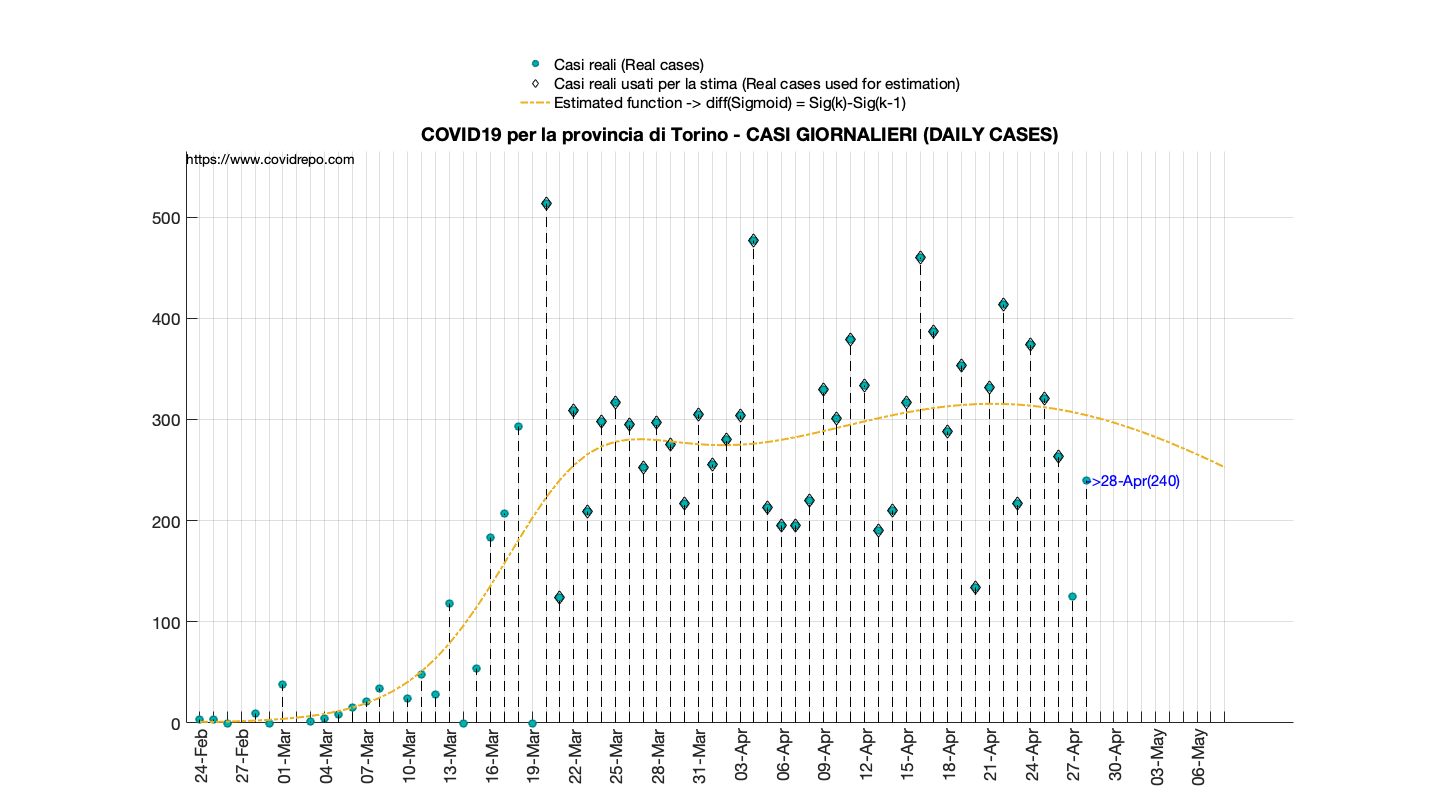 Casi reali (Real cases)
Casi reali usati per la stima (Real cases used for estimation)
Estimated function -> diff(Sigmoid) = Sig(k)-Sig(k-1)
COVID19 per la provincia di Torino - CASI GIORNALIERI (DAILY CASES)
https://www.covidrepo.com
500
400
300
200
100
0
>28-Apr(240)
24-Feb
27-Feb
01-Mar
04-Mar
07-Mar
10-Mar
13-Mar
16-Mar
19-Mar
22-Mar
25-Mar
28-Mar
31-Mar
03-Apr
06-Apr
09-Apr
12-Apr
15-Apr
18-Apr
21-Apr
24-Apr
27-Apr
30-Apr
03-May
06-May